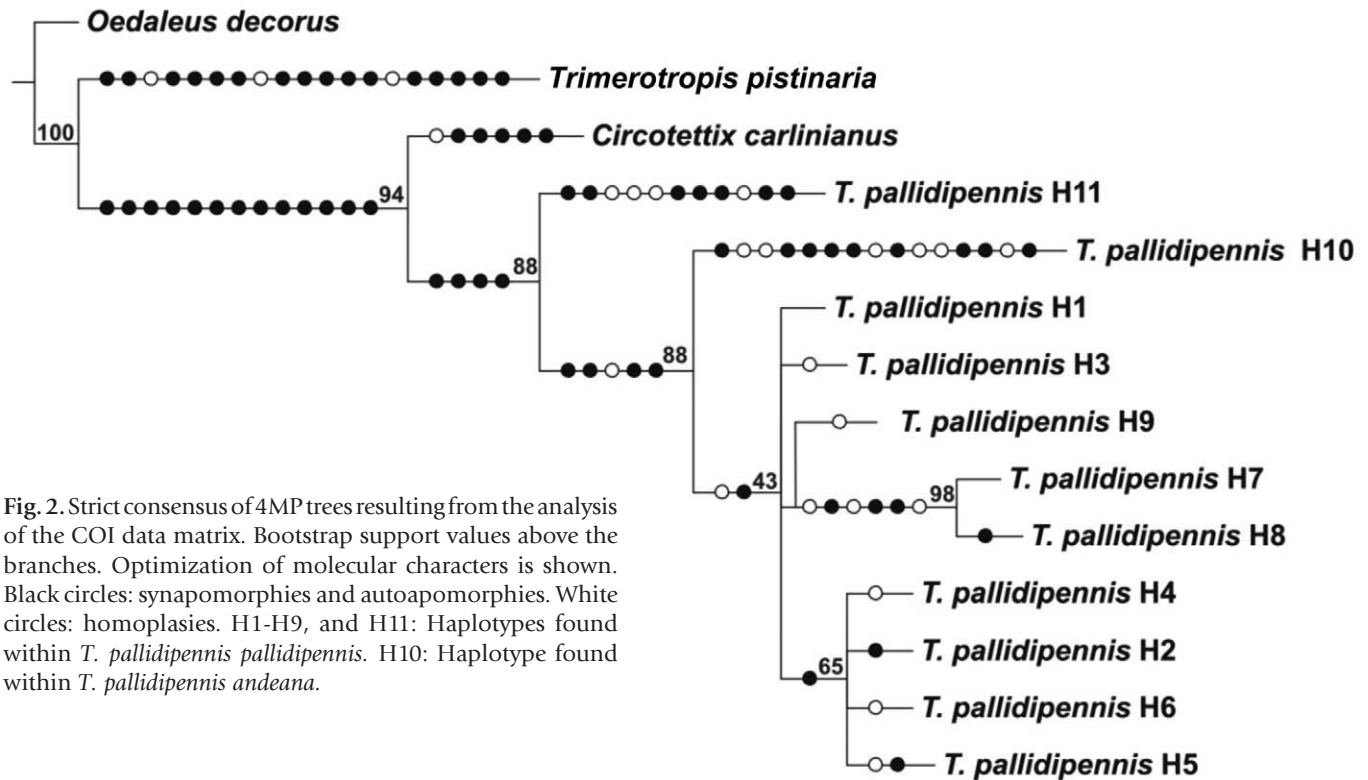 Oedaleus decorus
Trimerotropis pistinaria
100
Circotettix carlinianus
94
T. pallidipennis H11
88
T. pallidipennis H10
T. pallidipennis H1
88
T. pallidipennis H3
T. pallidipennis H9
43
T. pallidipennis H7
98
T. pallidipennis H8
T. pallidipennis H4
T. pallidipennis H2
65
T. pallidipennis H6
T. pallidipennis H5
Fig. 2. Strict consensus of 4MP trees resulting from the analysis
of the COI data matrix. Bootstrap support values above the
branches. Optimization of molecular characters is shown.
Black circles: synapomorphies and autoapomorphies. White
circles: homoplasies. H1-H9, and H11: Haplotypes found
within T. pallidipennis pallidipennis. H10: Haplotype found
within T. pallidipennis andeana.